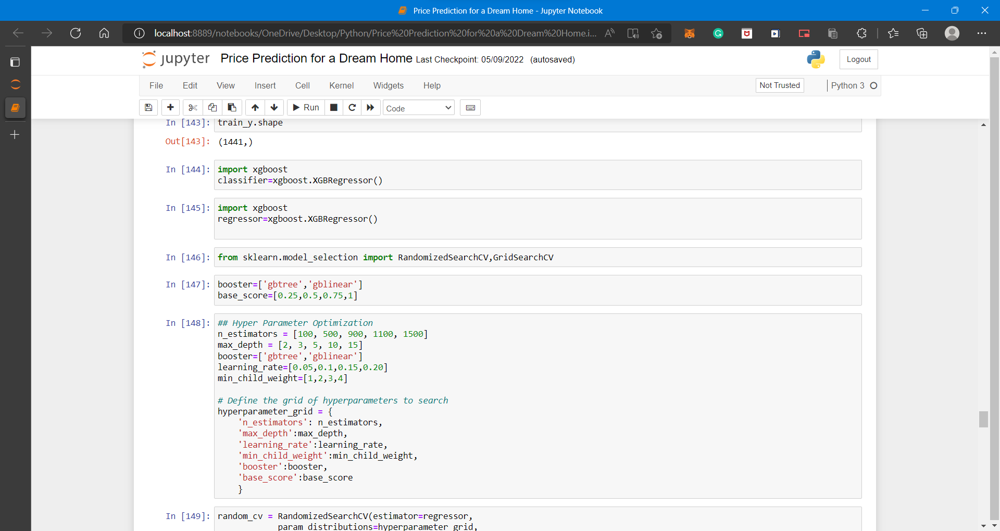 Price Prediction for a Dream Home - Jupyter Notebook
localhost:8889/notebooks/OneDrive/Desktop/Python/Price%20Prediction%20for%20a%20Dream%20Home.i...
jupyter Price Prediction for a Dream Home Last Checkpoint: 05/09/2022 (autosaved)
Logout
File Edit View Insert Cell Kernel Widgets Help
Not Trusted
Python 3
Run
Code
In [143]: train_y.shape
Out[143]: (1441,)
In [144]: import xgboost
classifier=xgboost.XGBRegressor()
In [145]: import xgboost
regressor=xgboost.XGBRegressor()
In [146]: from sklearn.model_selection import RandomizedSearchCV,GridSearchCV
In [147]: booster=['gbtree','gblinear']
base_score=[0.25,0.5,0.75,1]
In [148]: ## Hyper Parameter Optimization
n_estimators = [100, 500, 900, 1100, 1500]
max_depth = [2, 3, 5, 10, 15]
booster=['gbtree','gblinear']
learning_rate=[0.05,0.1,0.15,0.20]
min_child_weight=[1,2,3,4]
# Define the grid of hyperparameters to search
hyperparameter_grid = {
    'n_estimators': n_estimators,
    'max_depth':max_depth,
    'learning_rate':learning_rate,
    'min_child_weight':min_child_weight,
    'booster':booster,
    'base_score':base_score
    }
In [149]: random_cv = RandomizedSearchCV(estimator=regressor,
            param_distributions=hyperparameter_grid,